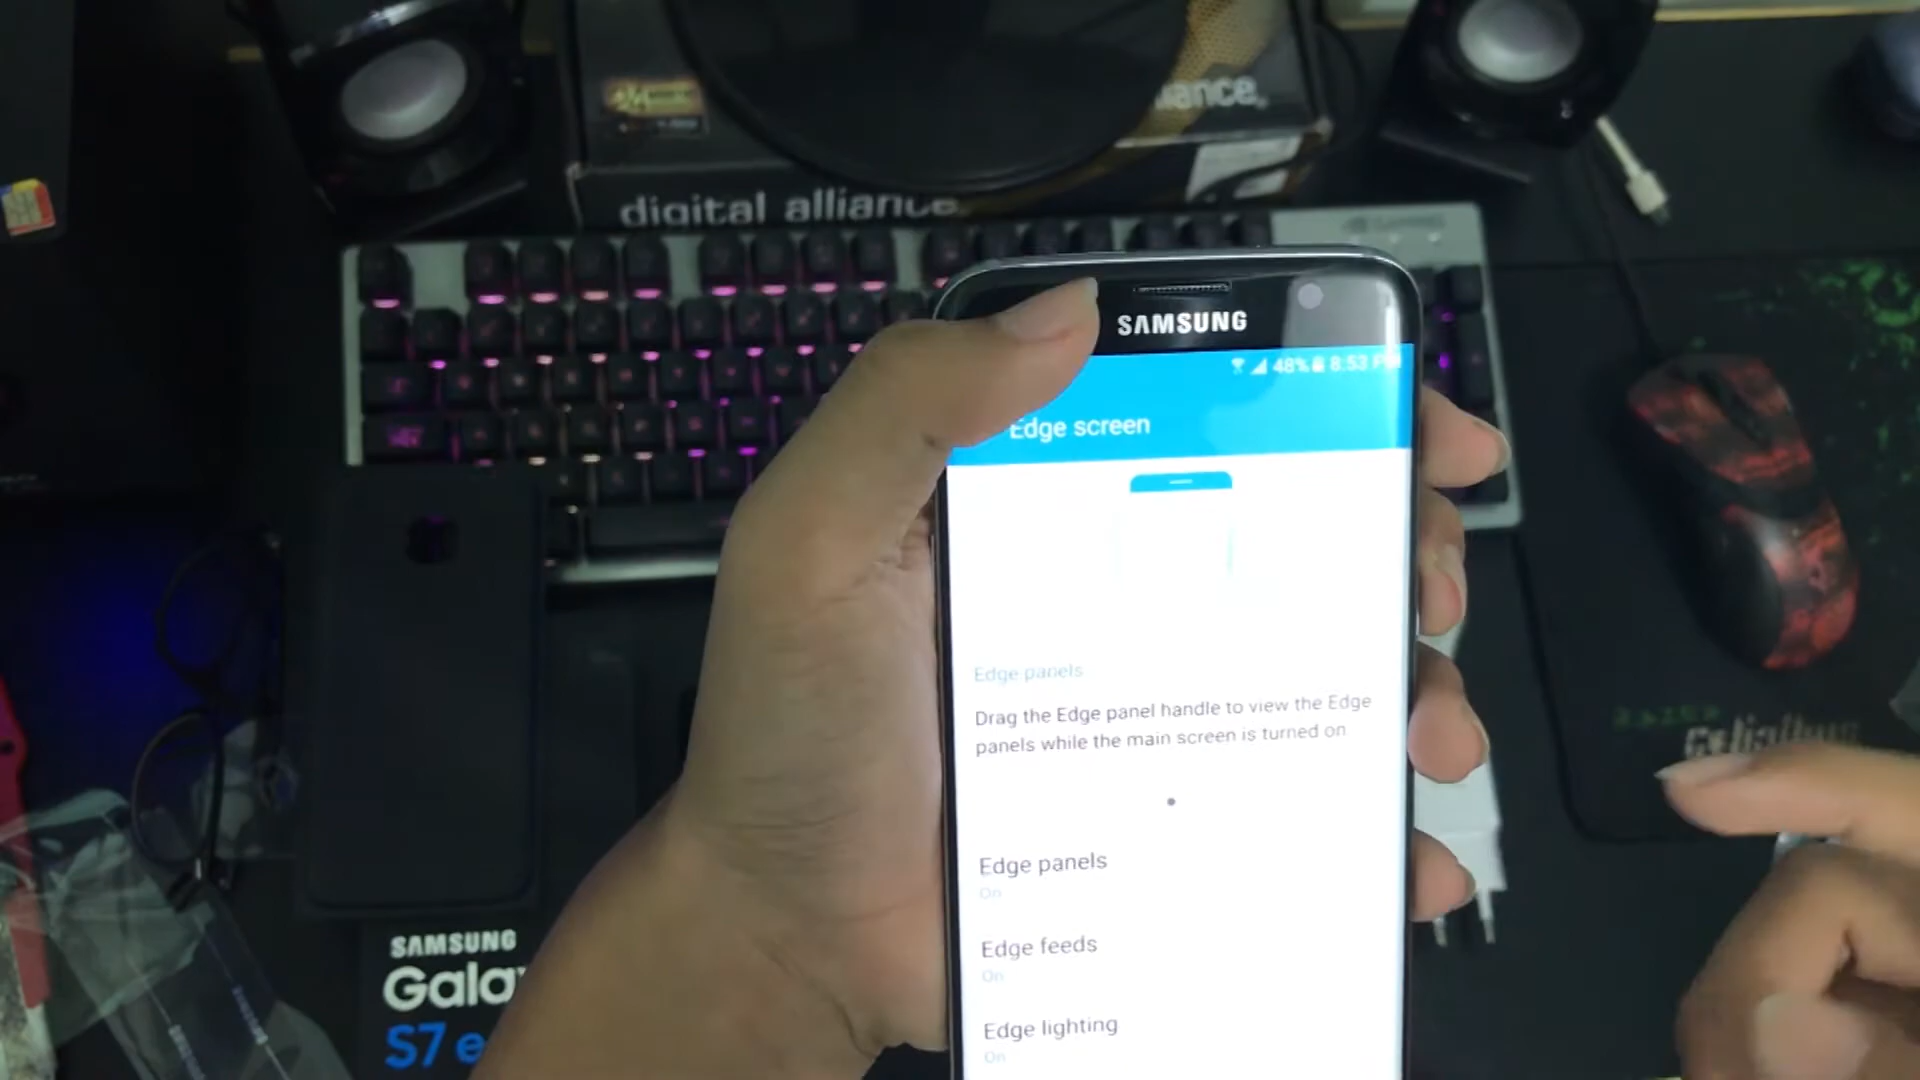 iance.
digital alliance.
SAMSUNG
48% 8:53 P
Edge screen
Edge panels
Drag the Edge panel handle to view the Edge
panels while the main screen is turned on
Edge panels
On
Edge feeds
On
Edge lighting
On
SAMSUNG
Gala
S7 e